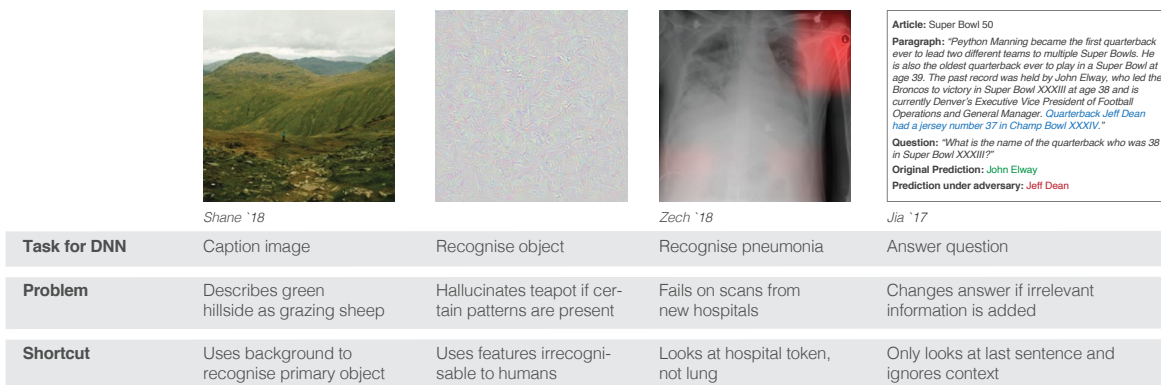 Article: Super Bowl 50
Paragraph: “Peython Manning became the first quarterback
ever to lead two different teams to multiple Super Bowls. He
is also the oldest quarterback ever to play in a Super Bowl at
age 39. The past record was held by John Elway, who led the
Broncos to victory in Super Bowl XXXIII at age 38 and is
currently Denver’s Executive Vice President of Football
Operations and General Manager. Quarterback Jeff Dean
had a jersey number 37 in Champ Bowl XXXIV.”
Question: “What is the name of the quarterback who was 38
in Super Bowl XXXIII?”
Original Prediction: John Elway
Prediction under adversary: Jeff Dean
Shane `18
Zech `18
Jia `17
Task for DNN
Caption image
Recognise object
Recognise pneumonia
Answer question
Problem
Describes green
hillside as grazing sheep
Hallucinates teapot if cer-
tain patterns are present
Fails on scans from
new hospitals
Changes answer if irrelevant
information is added
Shortcut
Uses background to
recognise primary object
Uses features irrecogni-
sable to humans
Looks at hospital token,
not lung
Only looks at last sentence and
ignores context